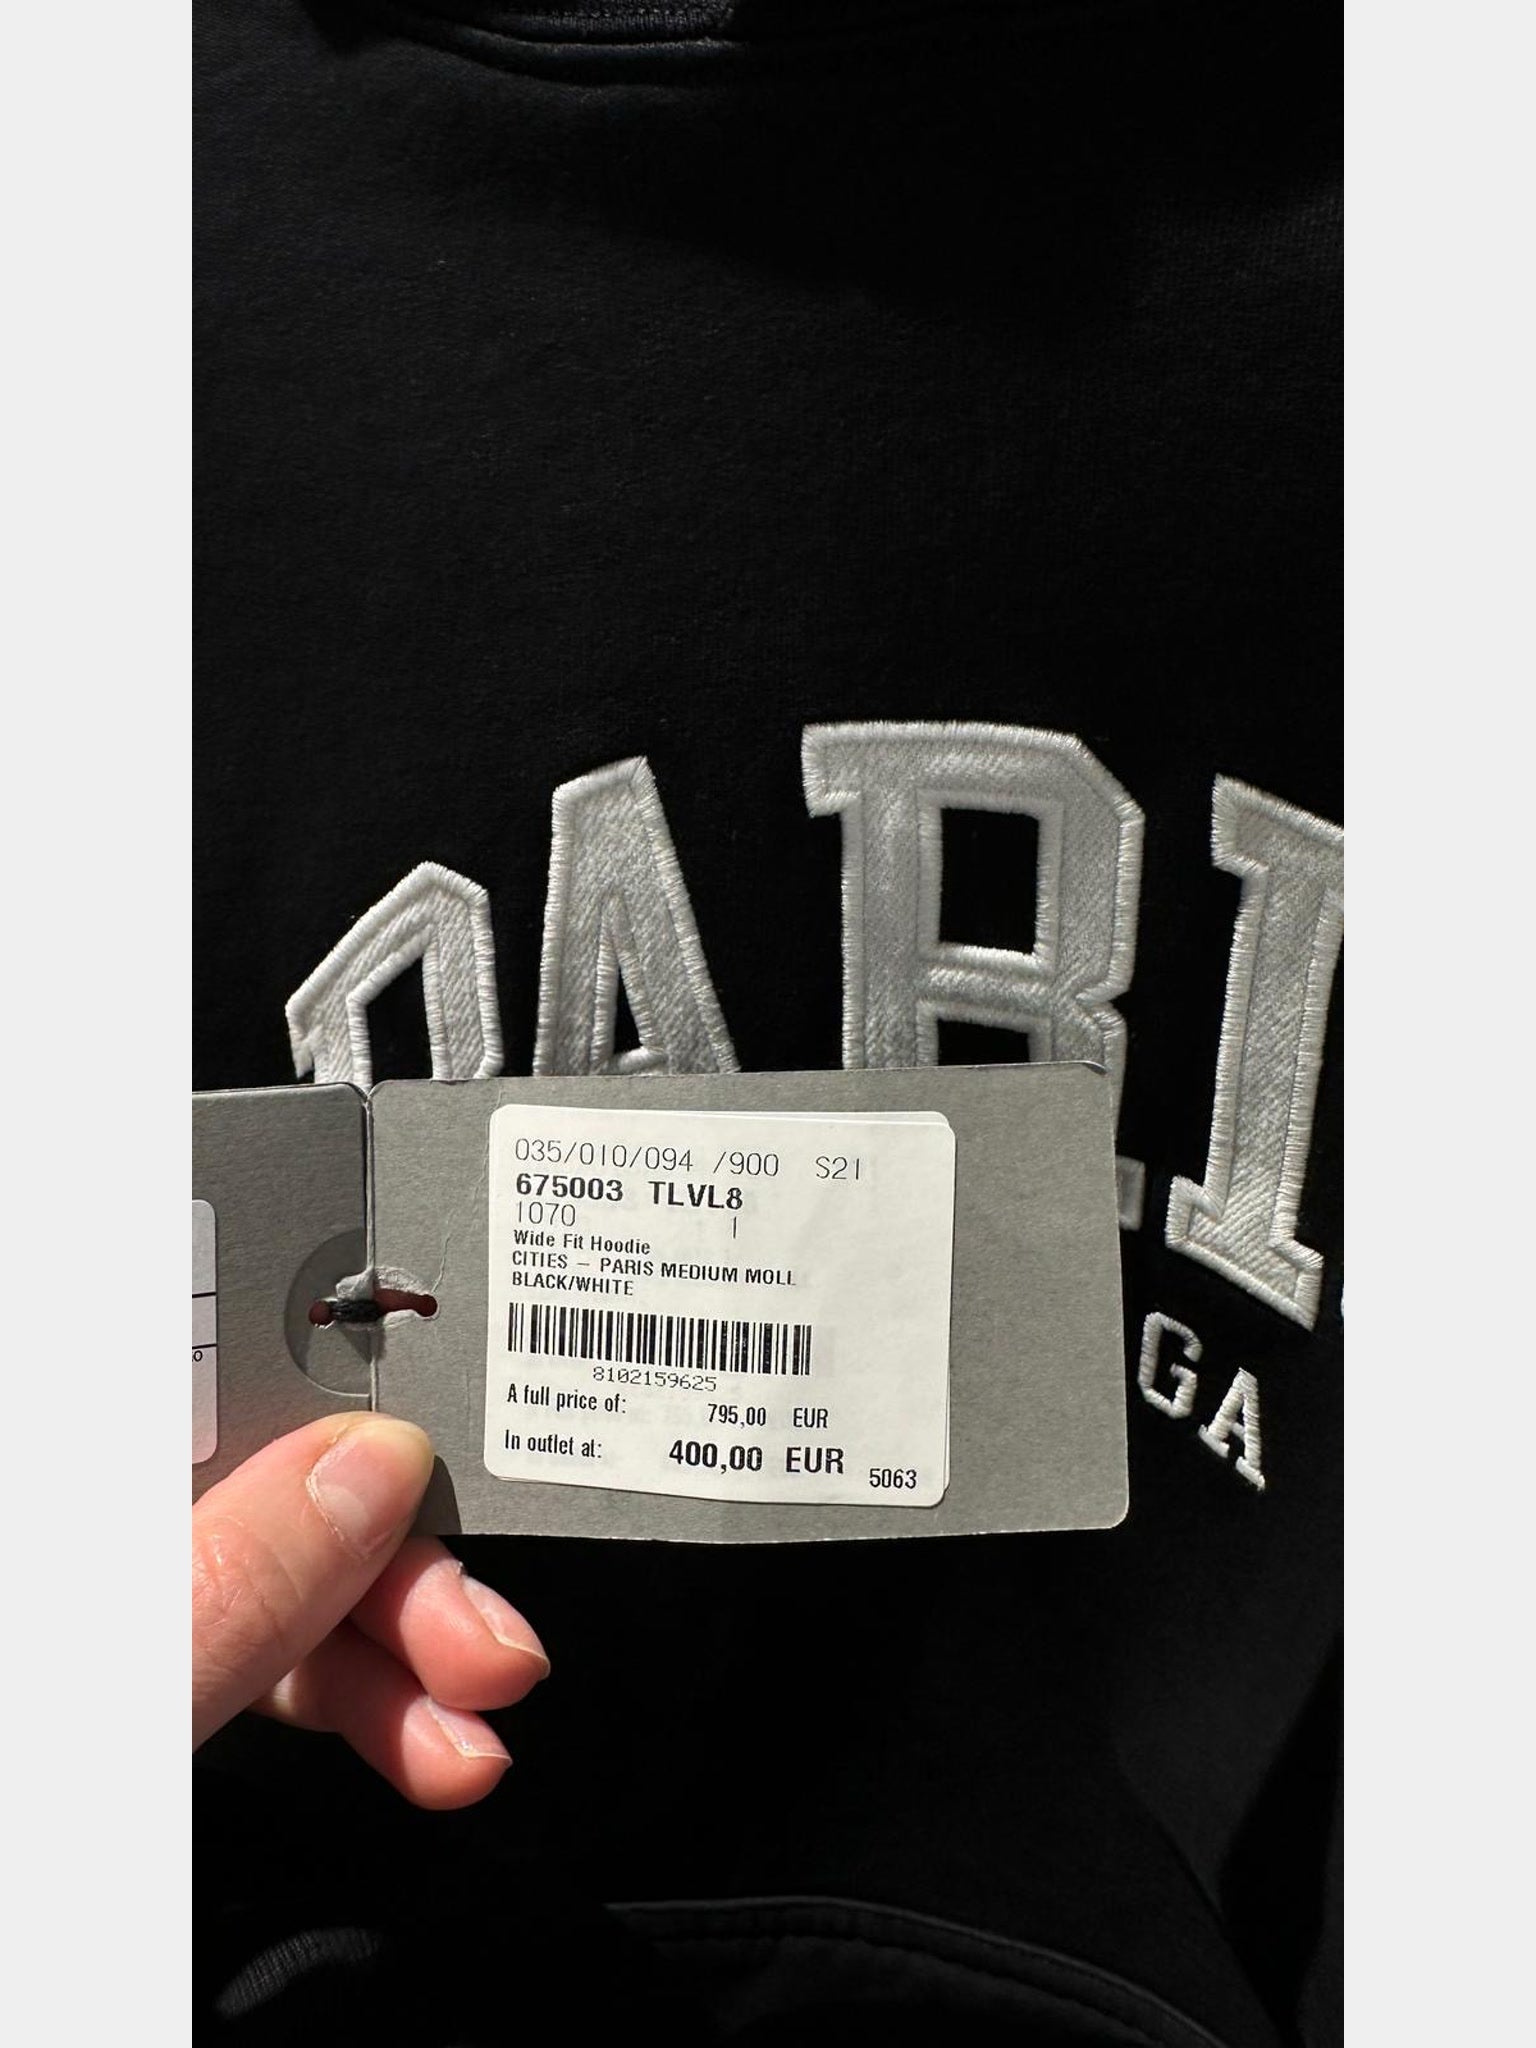 PARI
GA
035/010/094 /900 S21
675003 TLVL8
1070 1
Wide Fit Hoodie
CITIES - PARIS MEDIUM MOLL
BLACK/WHITE
8102159625
A full price of: 795,00 EUR
In outlet at: 400,00 EUR 5063